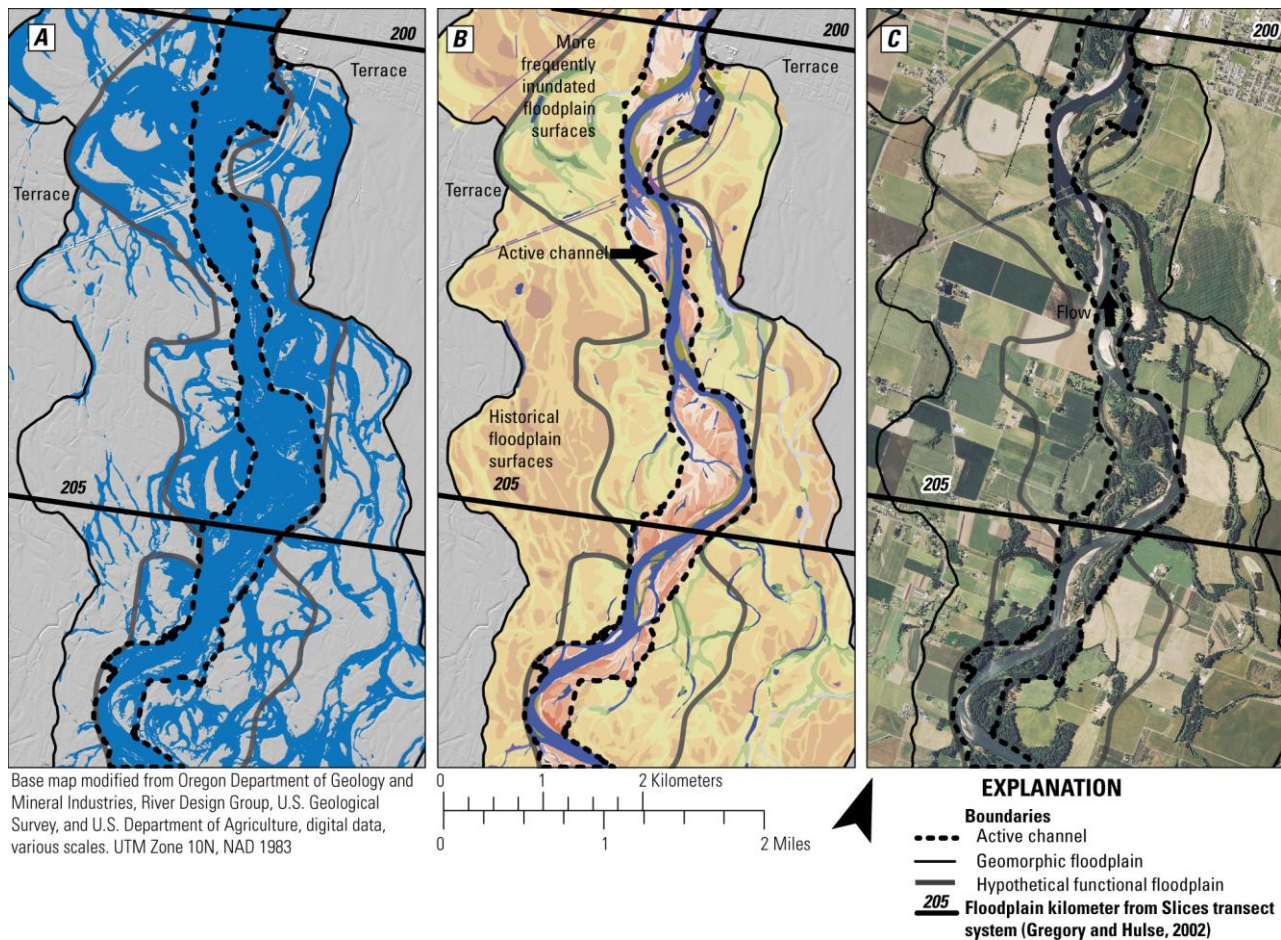 A
200
Terrace
Terrace
205
B
More
frequently
inundated
floodplain
surfaces
Terrace
Terrace
Active channel
Historical
floodplain
surfaces
205
C
200
Flow
205
Base map modified from Oregon Department of Geology and
Mineral Industries, River Design Group, U.S. Geological
Survey, and U.S. Department of Agriculture, digital data,
various scales. UTM Zone 10N, NAD 1983
0 1 2 Kilometers
0 1 2 Miles
EXPLANATION
Boundaries
Active channel
Geomorphic floodplain
Hypothetical functional floodplain
205 Floodplain kilometer from Slices transect
system (Gregory and Hulse, 2002)